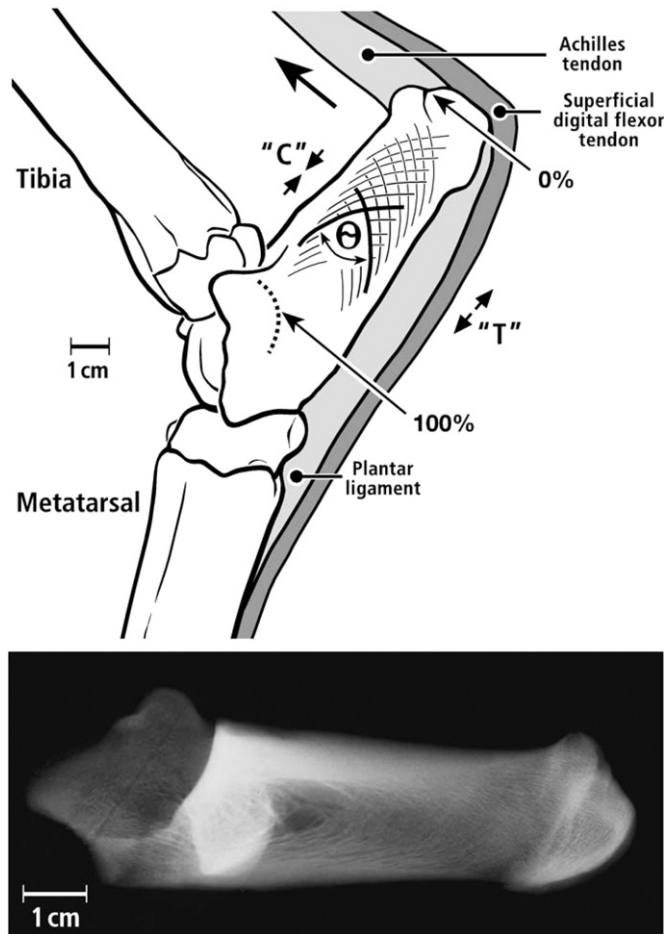 Achilles
tendon
Superficial
digital flexor
tendon
"C"
Tibia
0%
Θ
"T"
1 cm
100%
Plantar
ligament
Metatarsal
1 cm